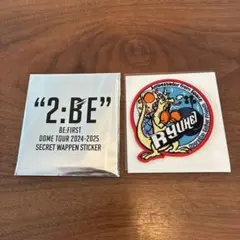 "2:BE"
BE:FIRST
DOME TOUR 2024-2025
SECRET WAPPEN STICKER
RYUHEI